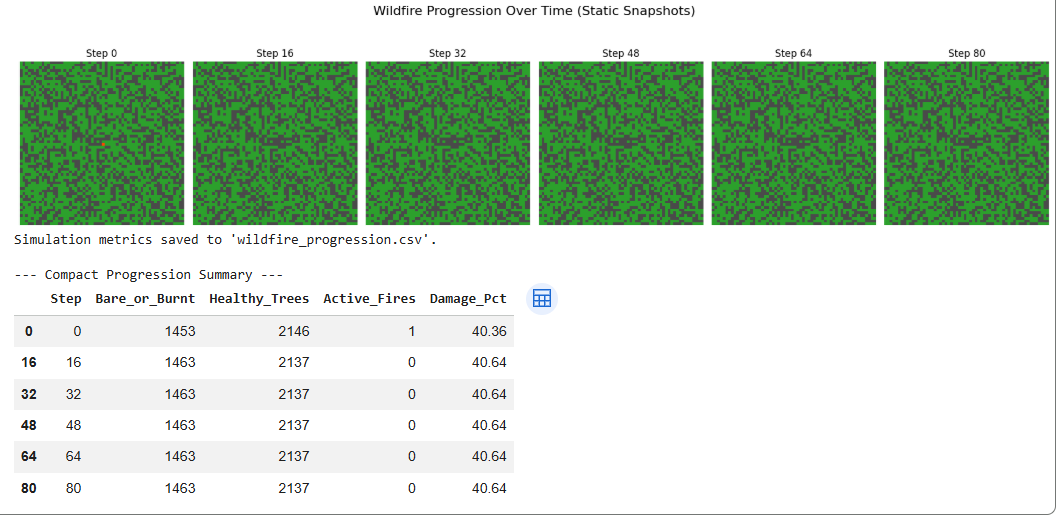 Wildfire Progression Over Time (Static Snapshots)
Step 0 Step 16 Step 32 Step 48 Step 64 Step 80
Simulation metrics saved to 'wildfire_progression.csv'.
--- Compact Progression Summary ---
Step Bare_or_Burnt Healthy_Trees Active_Fires Damage_Pct
0 0 1453 2146 1 40.36
16 16 1463 2137 0 40.64
32 32 1463 2137 0 40.64
48 48 1463 2137 0 40.64
64 64 1463 2137 0 40.64
80 80 1463 2137 0 40.64